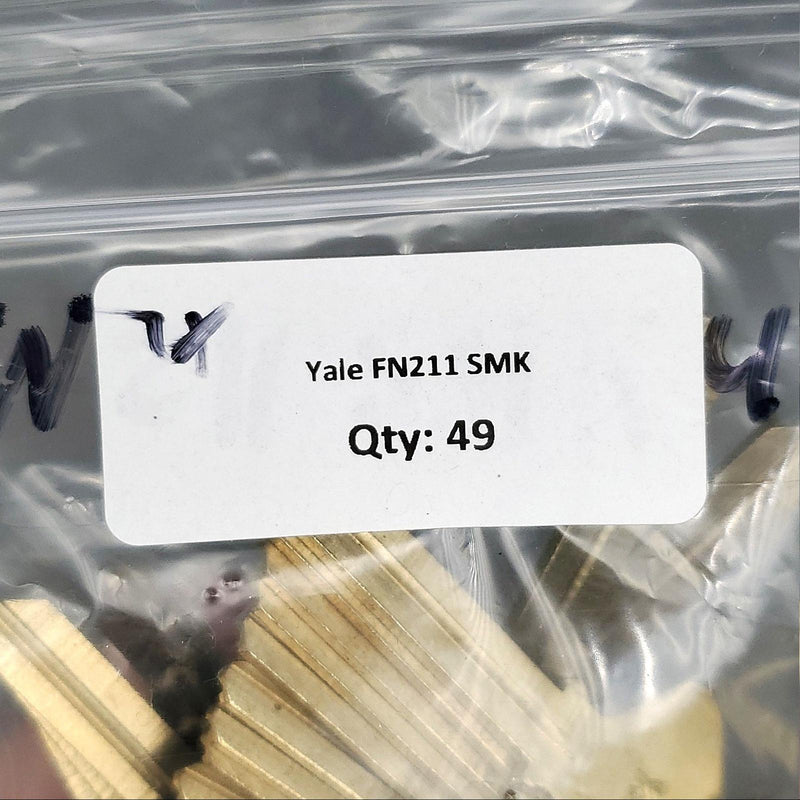 Yale FN211 SMK
Qty: 49